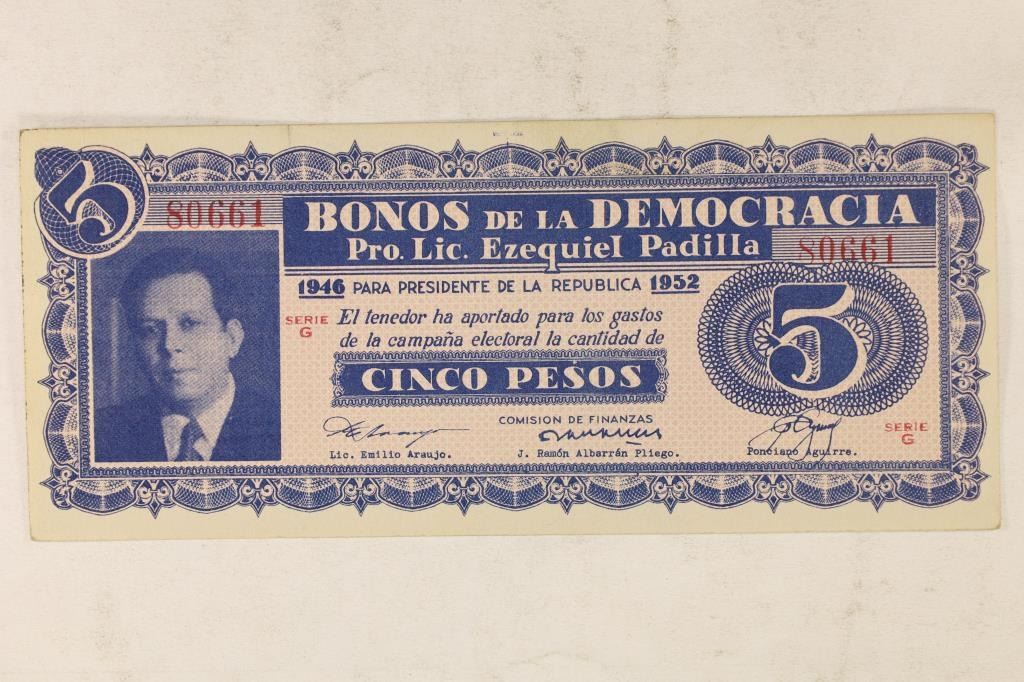 5
80661
BONOS DE LA DEMOCRACIA
Pro. Lic. Ezequiel Padilla
80661
1946 PARA PRESIDENTE DE LA REPUBLICA 1952
SERIE
G
El tenedor ha aportado para los gastos
de la campaña electoral la cantidad de
5
CINCO PESOS
COMISION DE FINANZAS
SERIE
G
Lic. Emilio Araujo.
J. Ramón Albarrán Pliego.
Ponciano Aguirre.